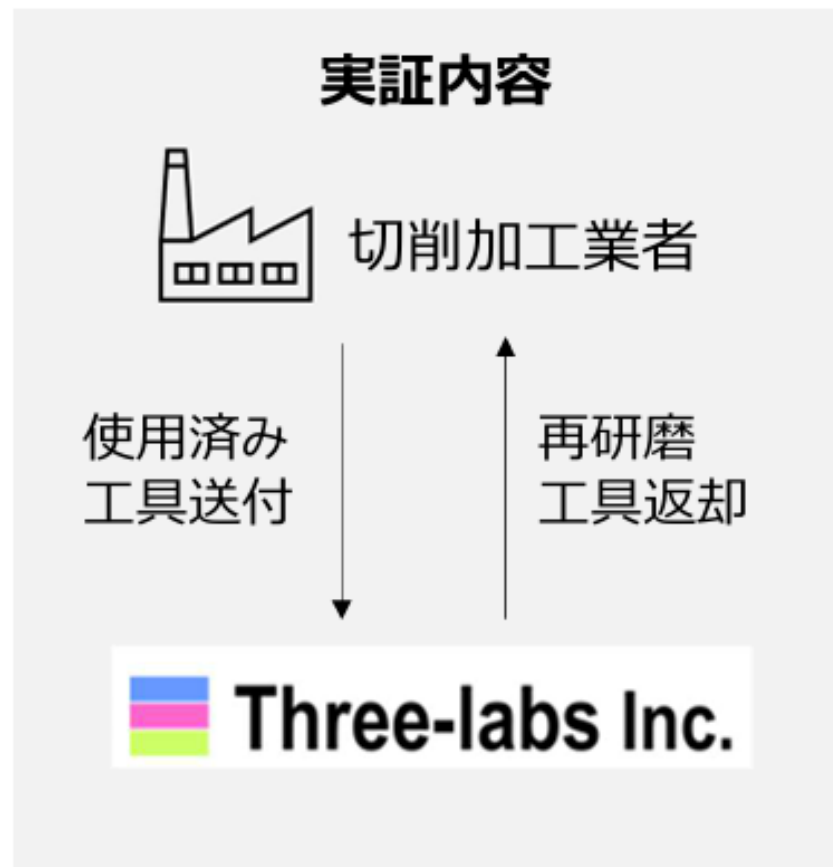 実証内容
切削加工業者
使用済み
工具送付
再研磨
工具返却
Three-labs Inc.